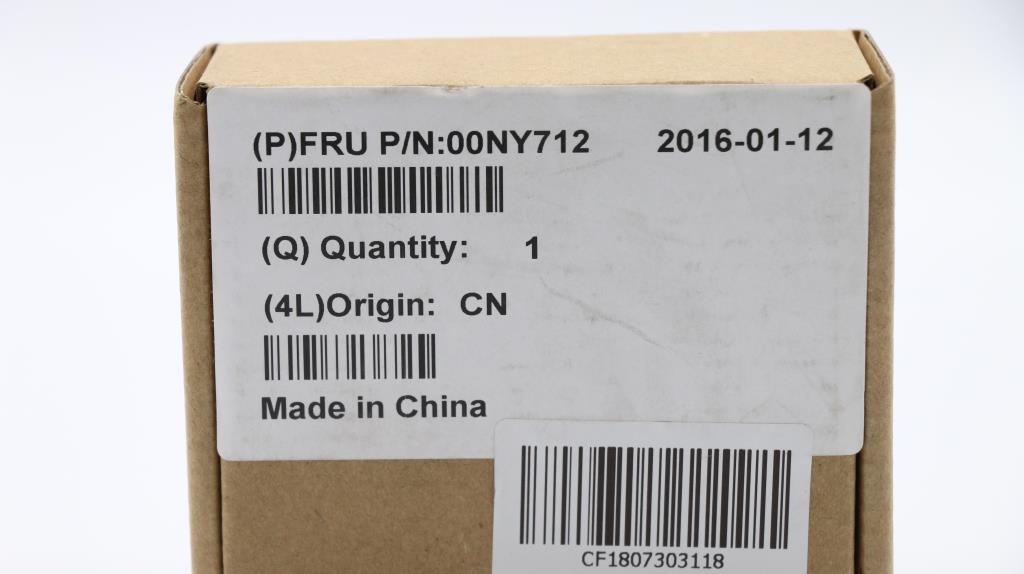 (P)FRU P/N:00NY712 2016-01-12
(Q) Quantity: 1
(4L)Origin: CN
Made in China
CF1807303118